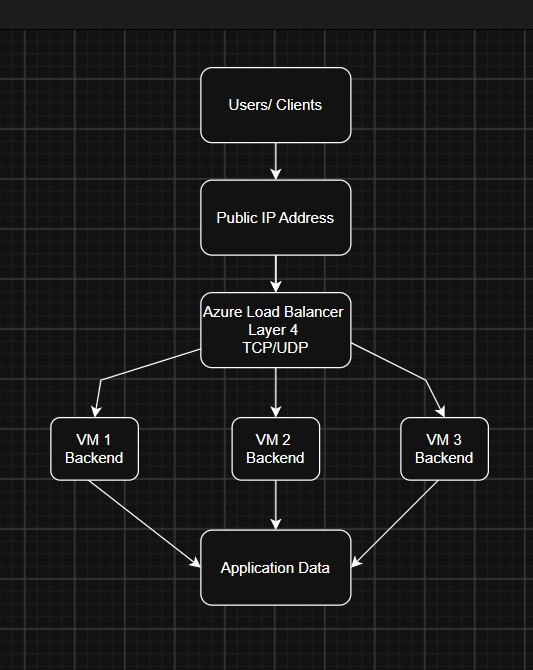 Users/ Clients
Public IP Address
Azure Load Balancer
Layer 4
TCP/UDP
VM 1
Backend
VM 2
Backend
VM 3
Backend
Application Data